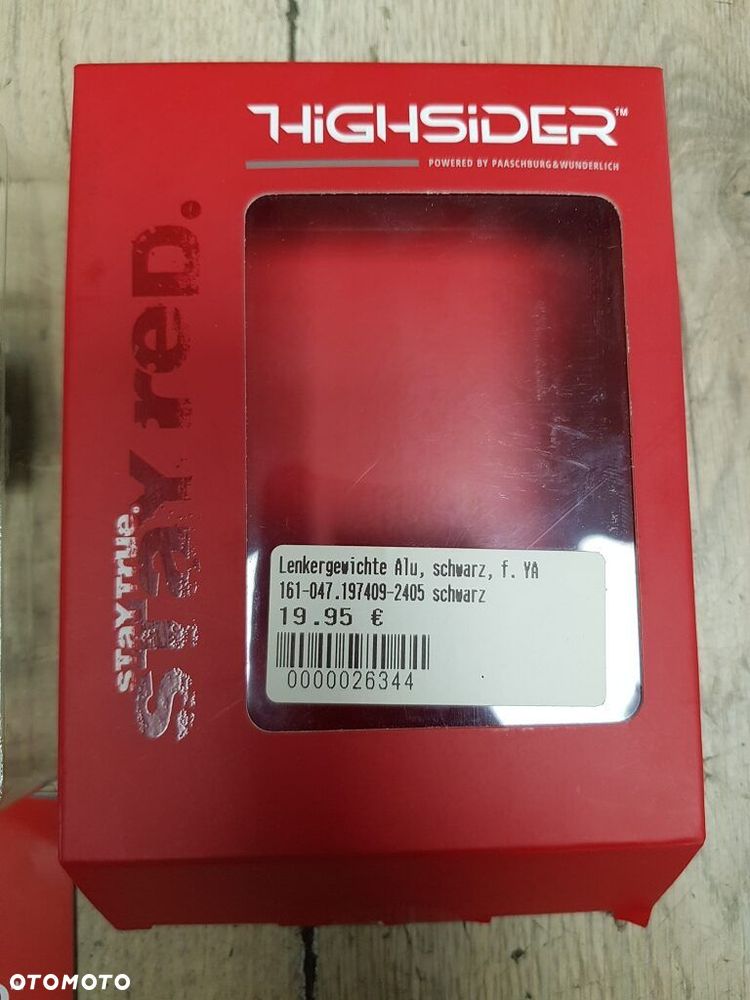 HiGHSiDER™
POWERED BY PAASCHBURG&WUNDERLICH
STaY TRUe.
STaY reD.
Lenkergewichte Alu, schwarz, f. YA
161-047.197409-2405 schwarz
19.95 €
0000026344
OTOMOTO